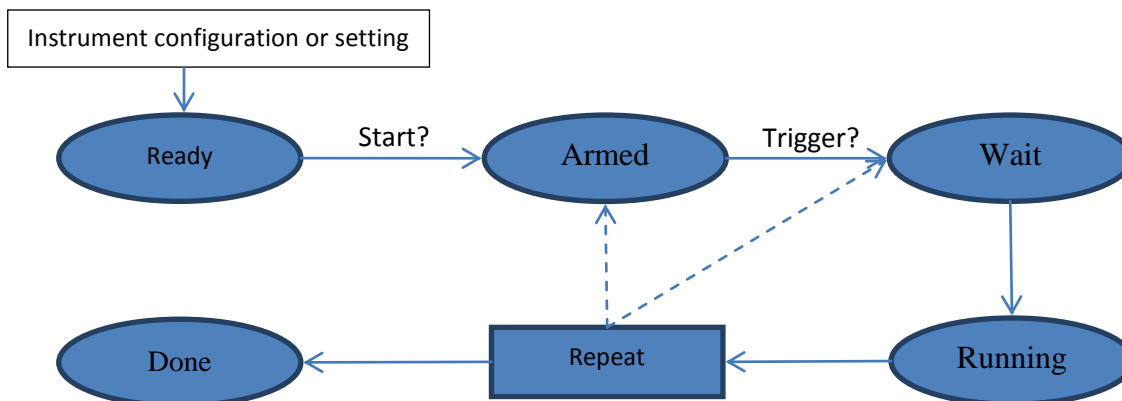 Instrument configuration or setting
Ready
Start?
Armed
Trigger?
Wait
Done
Repeat
Running